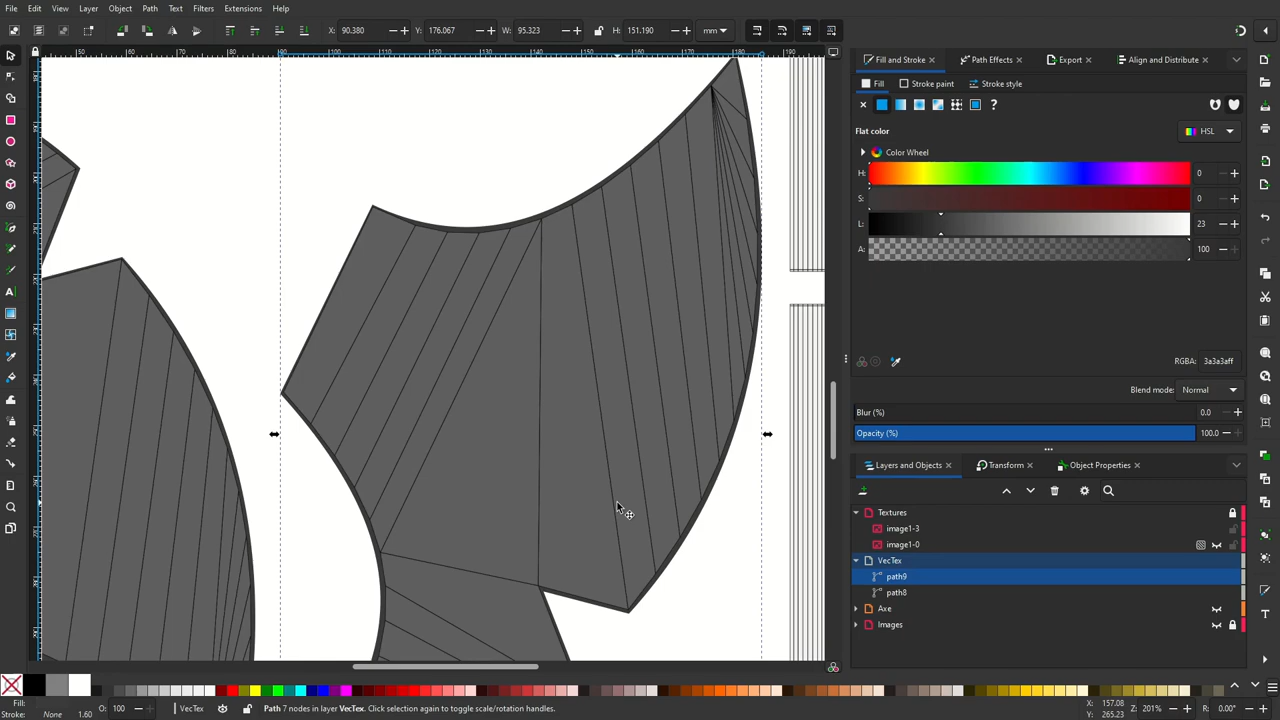 File Edit View Layer Object Path Text Filters Extensions Help
X: 90.380 Y: 176.067 W: 95.323 H: 151.190 mm
Fill and Stroke Path Effects Export Align and Distribute
Fill Stroke paint Stroke style
Flat color HSL
Color Wheel
H: 0
S: 0
L: 23
A: 100
RGBA: 3a3a3aff
Blend mode: Normal
Blur (%) 0.0
Opacity (%) 100.0
Layers and Objects Transform Object Properties
Textures
image1-3
image1-0
VecTex
path9
path8
Axe
Images
Fill:
Stroke: None 1.60
O: 100
VecTex
Path 7 nodes in layer VecTex. Click selection again to toggle scale/rotation handles.
X: 157.08
Y: 265.23
Z: 201%
R: 0.00°